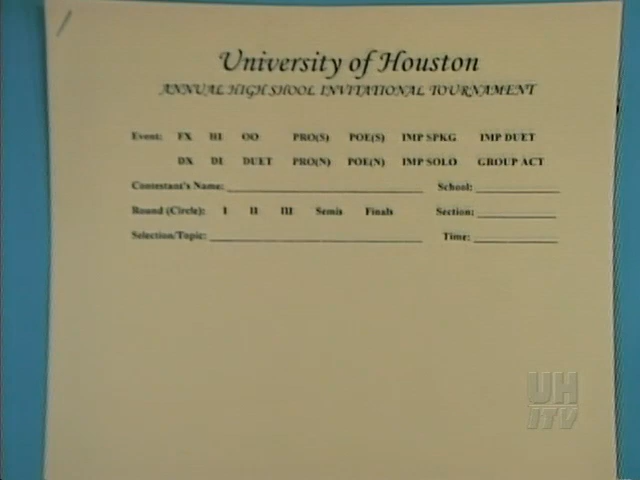 University of Houston
ANNUAL HIGH SHOOL INVITATIONAL TOURNAMENT
Event: FX HI OO PRO(S) POE(S) IMP SPKG IMP DUET
DX DI DUET PRO(N) POE(N) IMP SOLO GROUP ACT
Contestant's Name: School:
Round (Circle): I II III Semis Finals Section:
Selection/Topic: Time:
UH
ITV